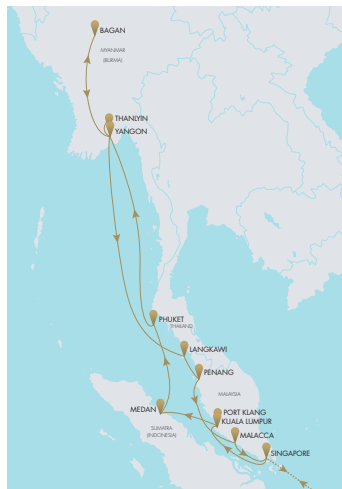 BAGAN
MYANMAR
(BURMA)
THANLYIN
YANGON
PHUKET
THAILAND
LANGKAWI
PENANG
MALAYSIA
MEDAN
PORT KLANG
KUALA LUMPUR
SUMATRA
(INDONESIA)
MALACCA
SINGAPORE